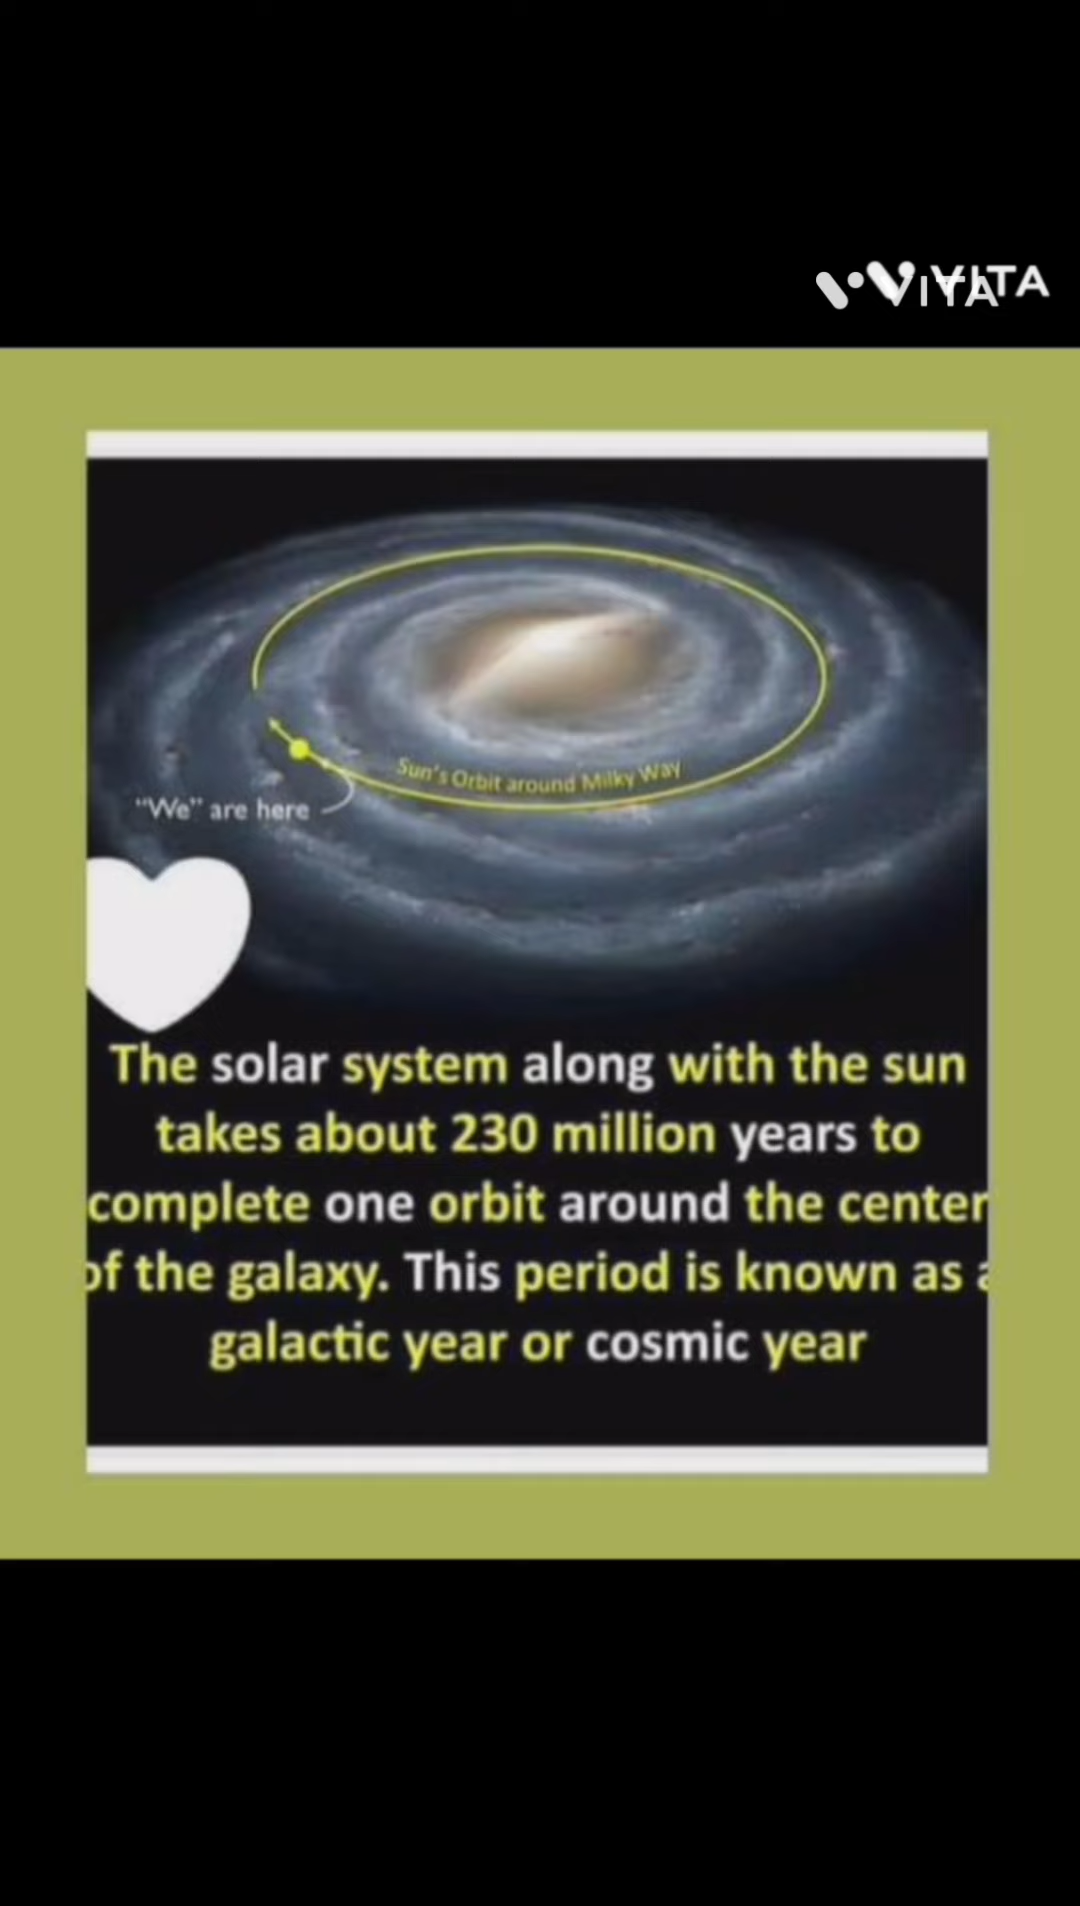 VITA
VITA
Sun's Orbit around Milky Way
"We" are here
The solar system along with the sun
takes about 230 million years to
complete one orbit around the center
of the galaxy. This period is known as a
galactic year or cosmic year